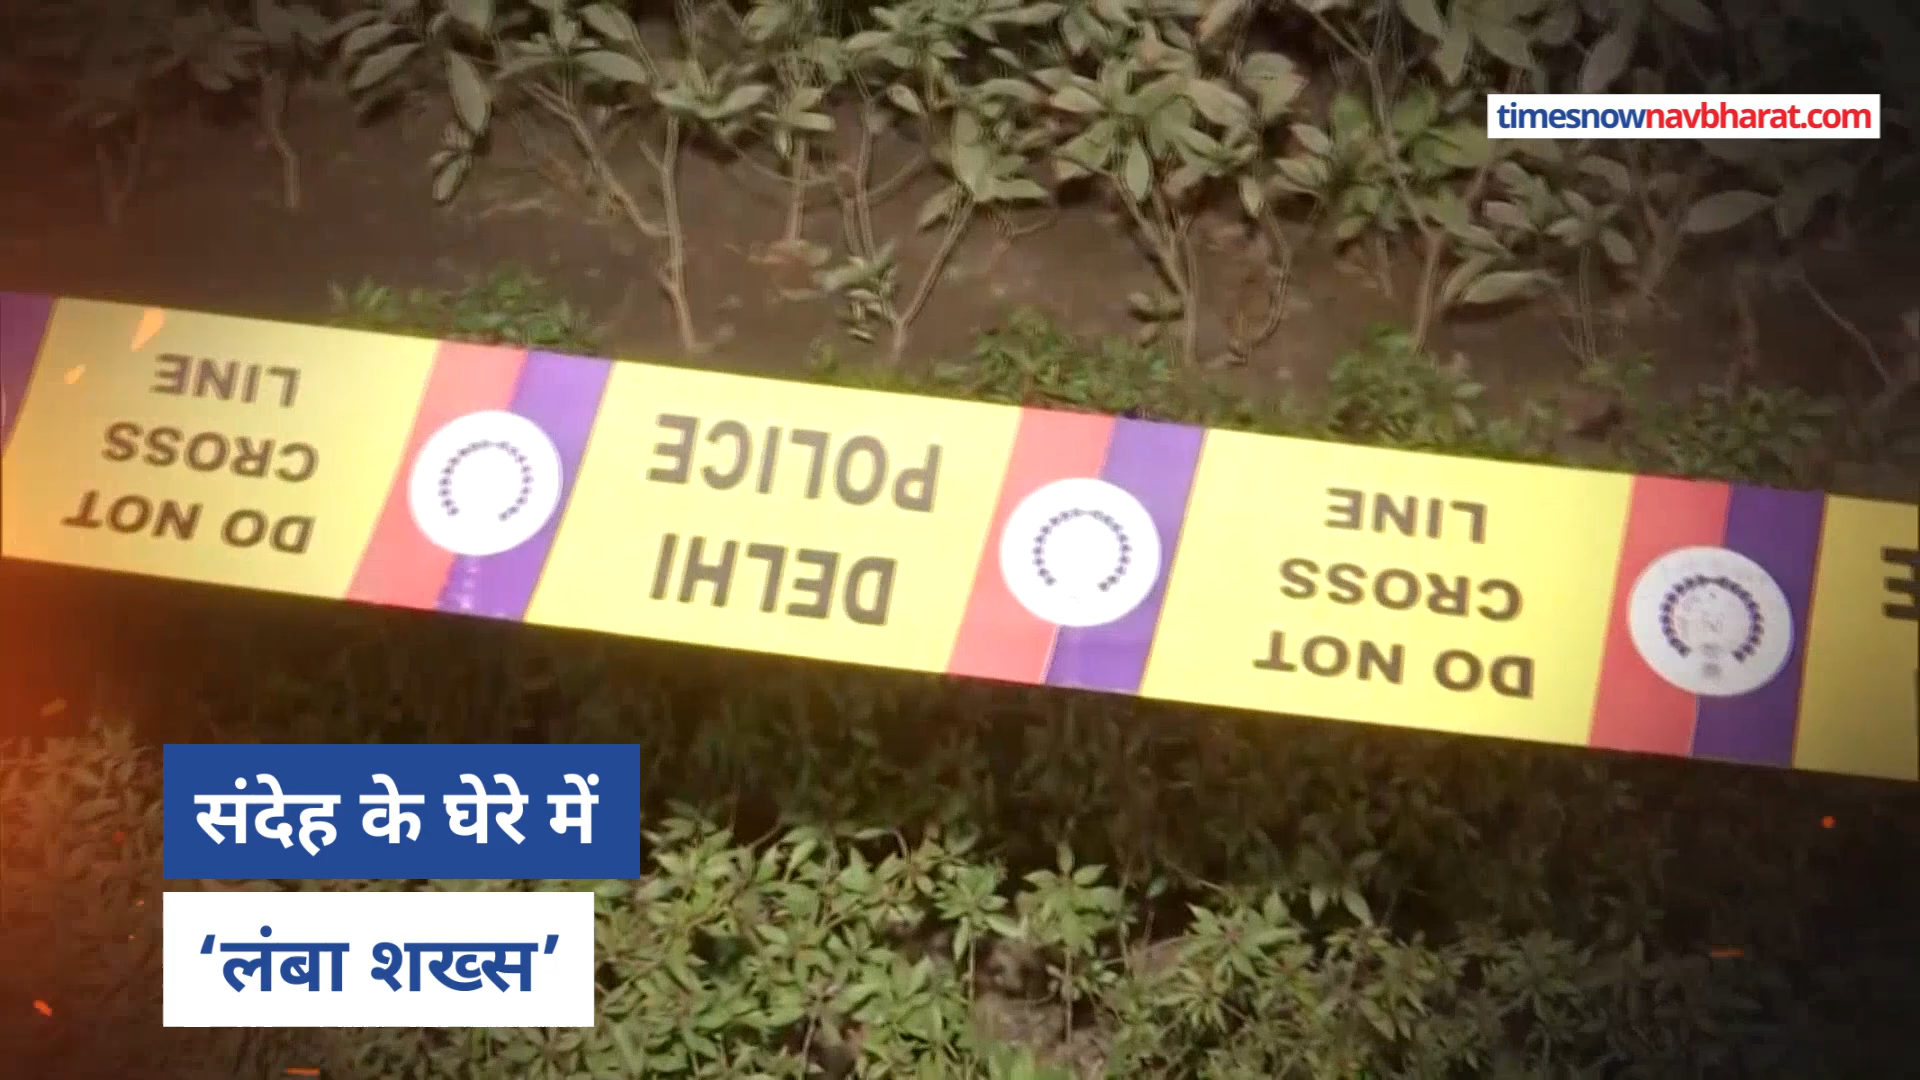 timesnownavbharat.com
DO NOT
CROSS
LINE
DELHI
POLICE
DO NOT
CROSS
LINE
संदेह के घेरे में
‘लंबा शख्स’